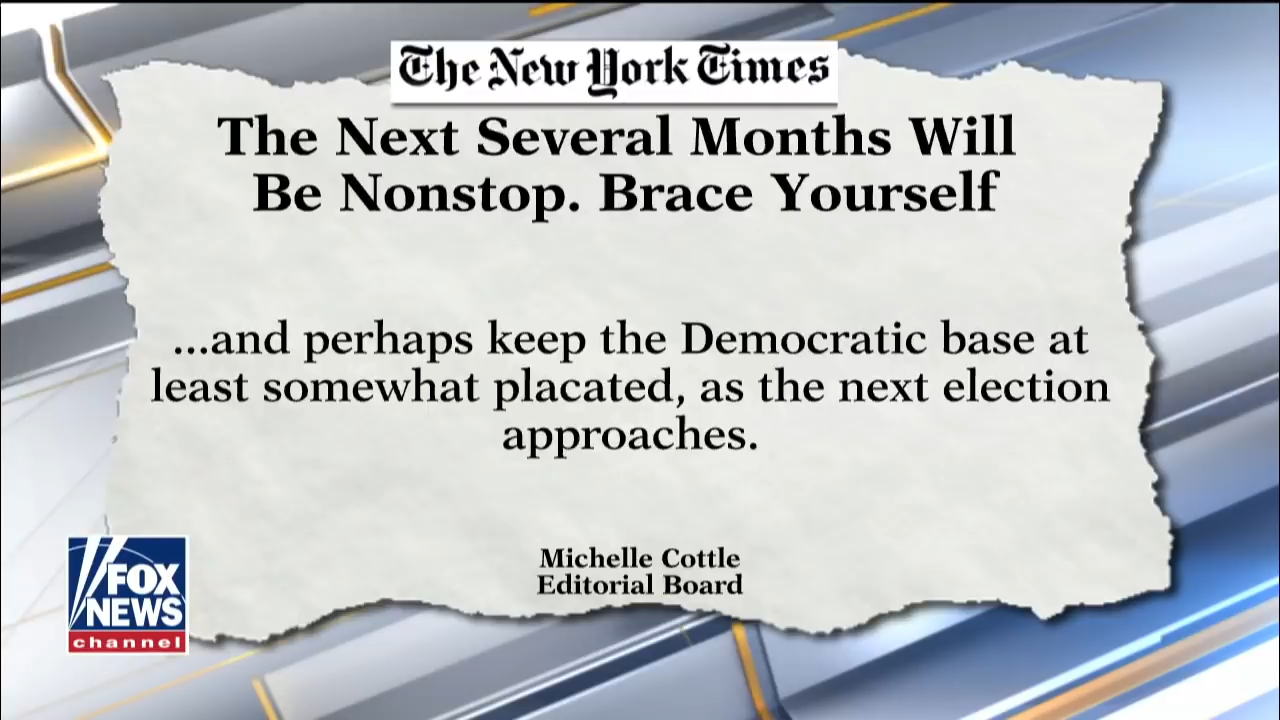 The New York Times
The Next Several Months Will
Be Nonstop. Brace Yourself
...and perhaps keep the Democratic base at
least somewhat placated, as the next election
approaches.
Michelle Cottle
Editorial Board
FOX
NEWS
channel